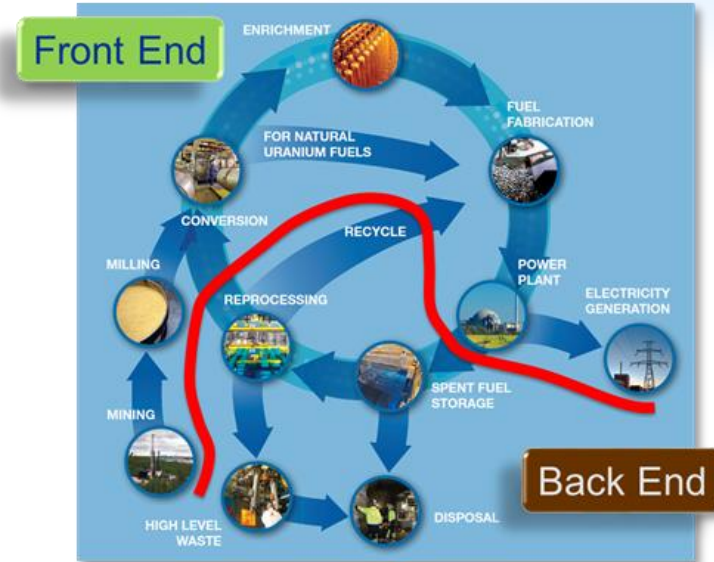 Front End
ENRICHMENT
FUEL
FABRICATION
FOR NATURAL
URANIUM FUELS
CONVERSION
RECYCLE
MILLING
REPROCESSING
POWER
PLANT
ELECTRICITY
GENERATION
SPENT FUEL
STORAGE
MINING
Back End
HIGH LEVEL
WASTE
DISPOSAL